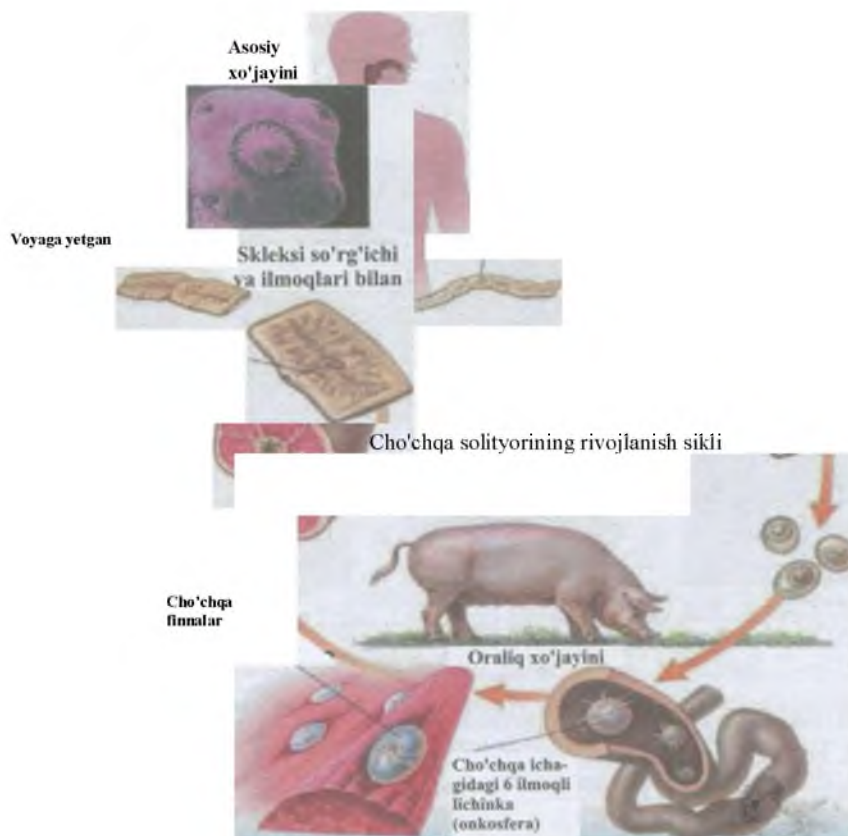 Asosiy
xo'jayini
Voyaga yetgan
Skleksi so'rg'ichi
va ilmoqlari bilan
Cho'chqa solityorining rivojlanish sikli
Cho'chqa
finnalar
Oraliq xo'jayini
Cho'chqa icha-
gidagi 6 ilmoqli
lichinka
(onkosfera)